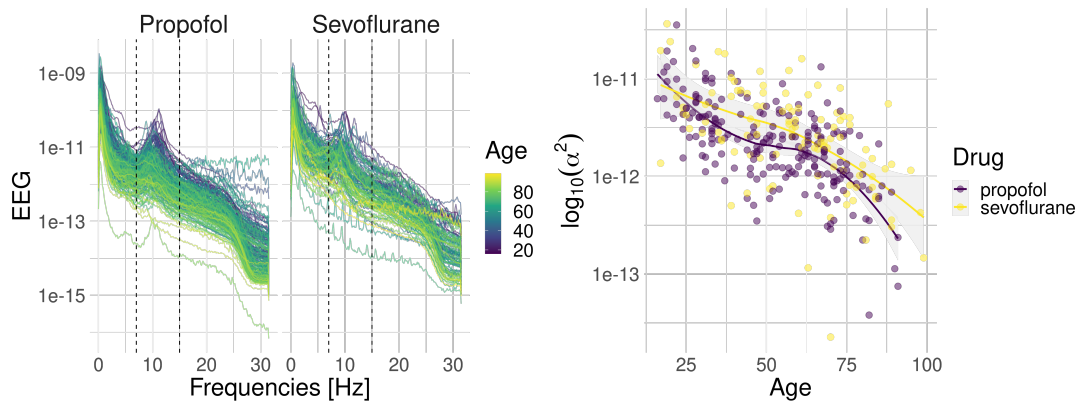 Propofol
Sevoflurane
EEG
1e-09
1e-11
1e-13
1e-15
0 10 20 30
0 10 20 30
Frequencies [Hz]
Age
80
60
40
20
log₁₀(α²)
1e-11
1e-12
1e-13
25 50 75 100
Age
Drug
propofol
sevoflurane